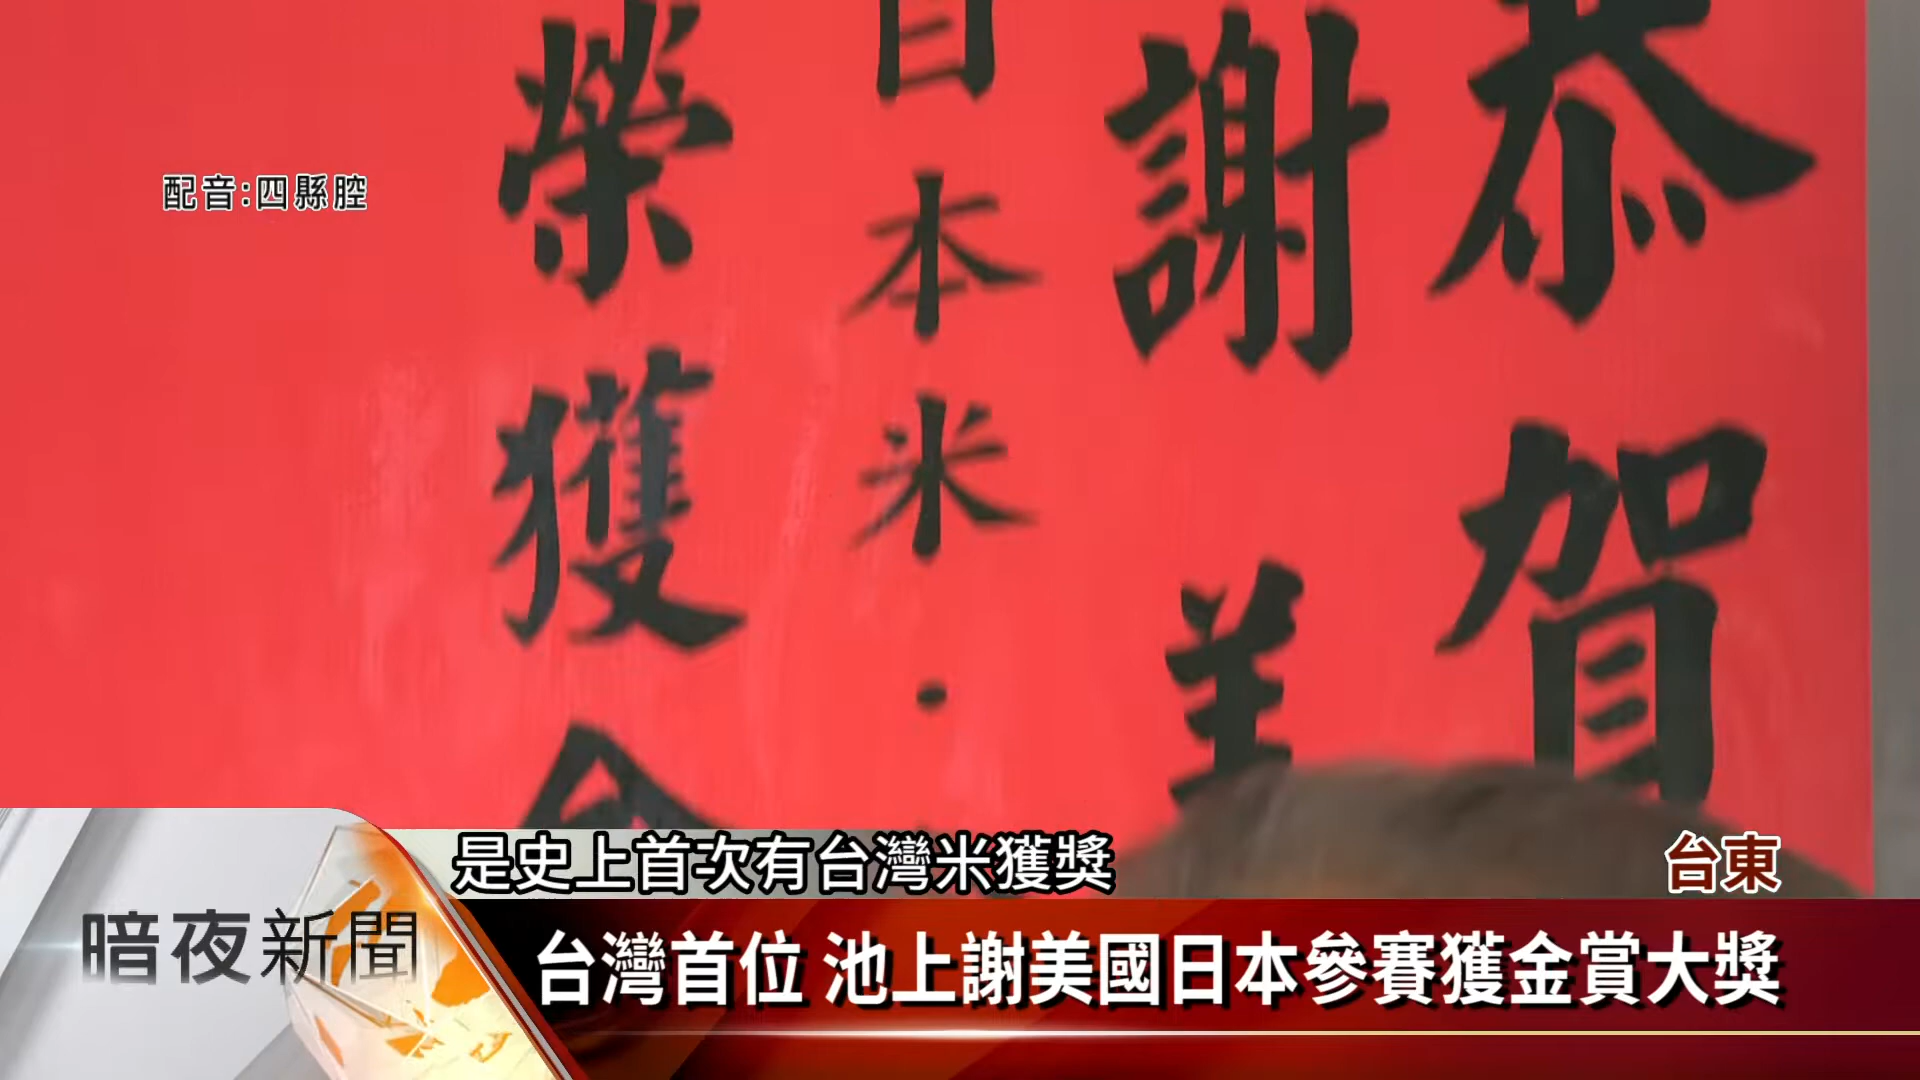 恭賀
謝美
日本米·
榮獲金
配音:四縣腔
是史上首次有台灣米獲獎
台東
暗夜新聞
台灣首位 池上謝美國日本參賽獲金賞大獎